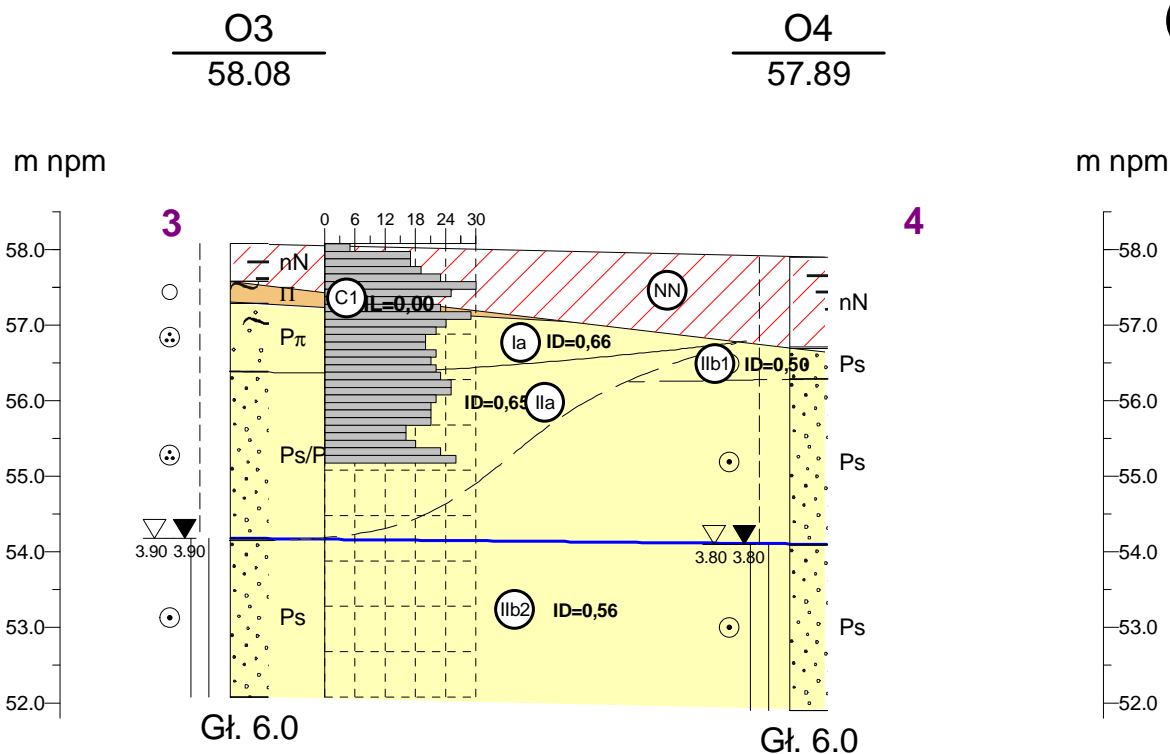 O3
58.08
O4
57.89
m npm
m npm
3
4
0 6 12 18 24 30
58.0
57.0
56.0
55.0
54.0
53.0
52.0
nN
Π
Pπ
Ps/P
Ps
C1
IL=0,00
NN
Ia
ID=0,66
IIb1
ID=0,50
ID=0,65
IIa
IIb2
ID=0,56
3.90 3.90
3.80 3.80
nN
Ps
Ps
Ps
58.0
57.0
56.0
55.0
54.0
53.0
52.0
Gł. 6.0
Gł. 6.0